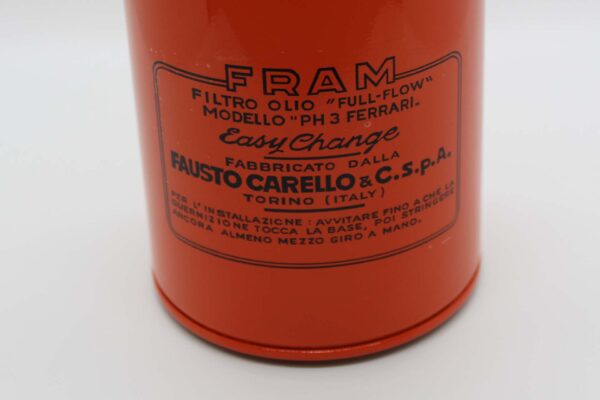 FRAM
FILTRO OLIO "FULL-FLOW"
MODELLO "PH 3 FERRARI"
Easy Change
FABBRICATO DALLA
FAUSTO CARELLO & C. S.p.A.
TORINO (ITALY)
PER L'INSTALLAZIONE: AVVITARE FINO A CHE LA
GUERNIZIONE TOCCA LA BASE, POI STRINGERE
ANCORA ALMENO MEZZO GIRO A MANO.